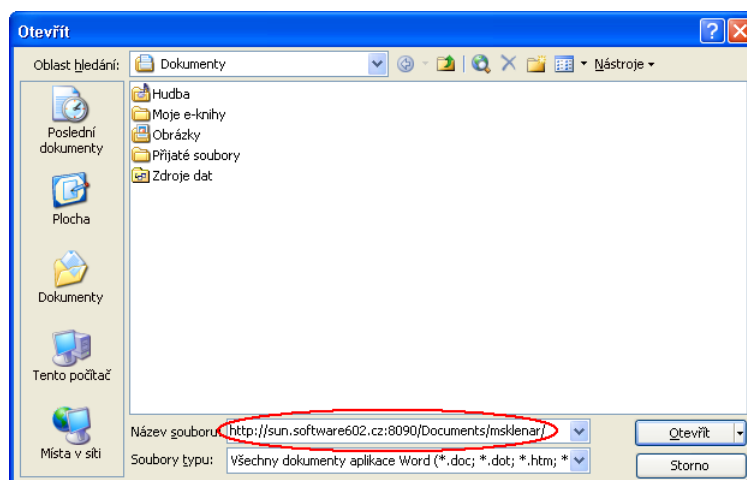 Otevřít
Oblast hledání: Dokumenty Nástroje
Hudba
Moje e-knihy
Obrázky
Přijaté soubory
Zdroje dat
Poslední
dokumenty
Plocha
Dokumenty
Tento počítač
Místa v síti
Název souboru: http://sun.software602.cz:8090/Documents/msklenar/ Otevřít
Soubory typu: Všechny dokumenty aplikace Word (*.doc; *.dot; *.htm; * Storno